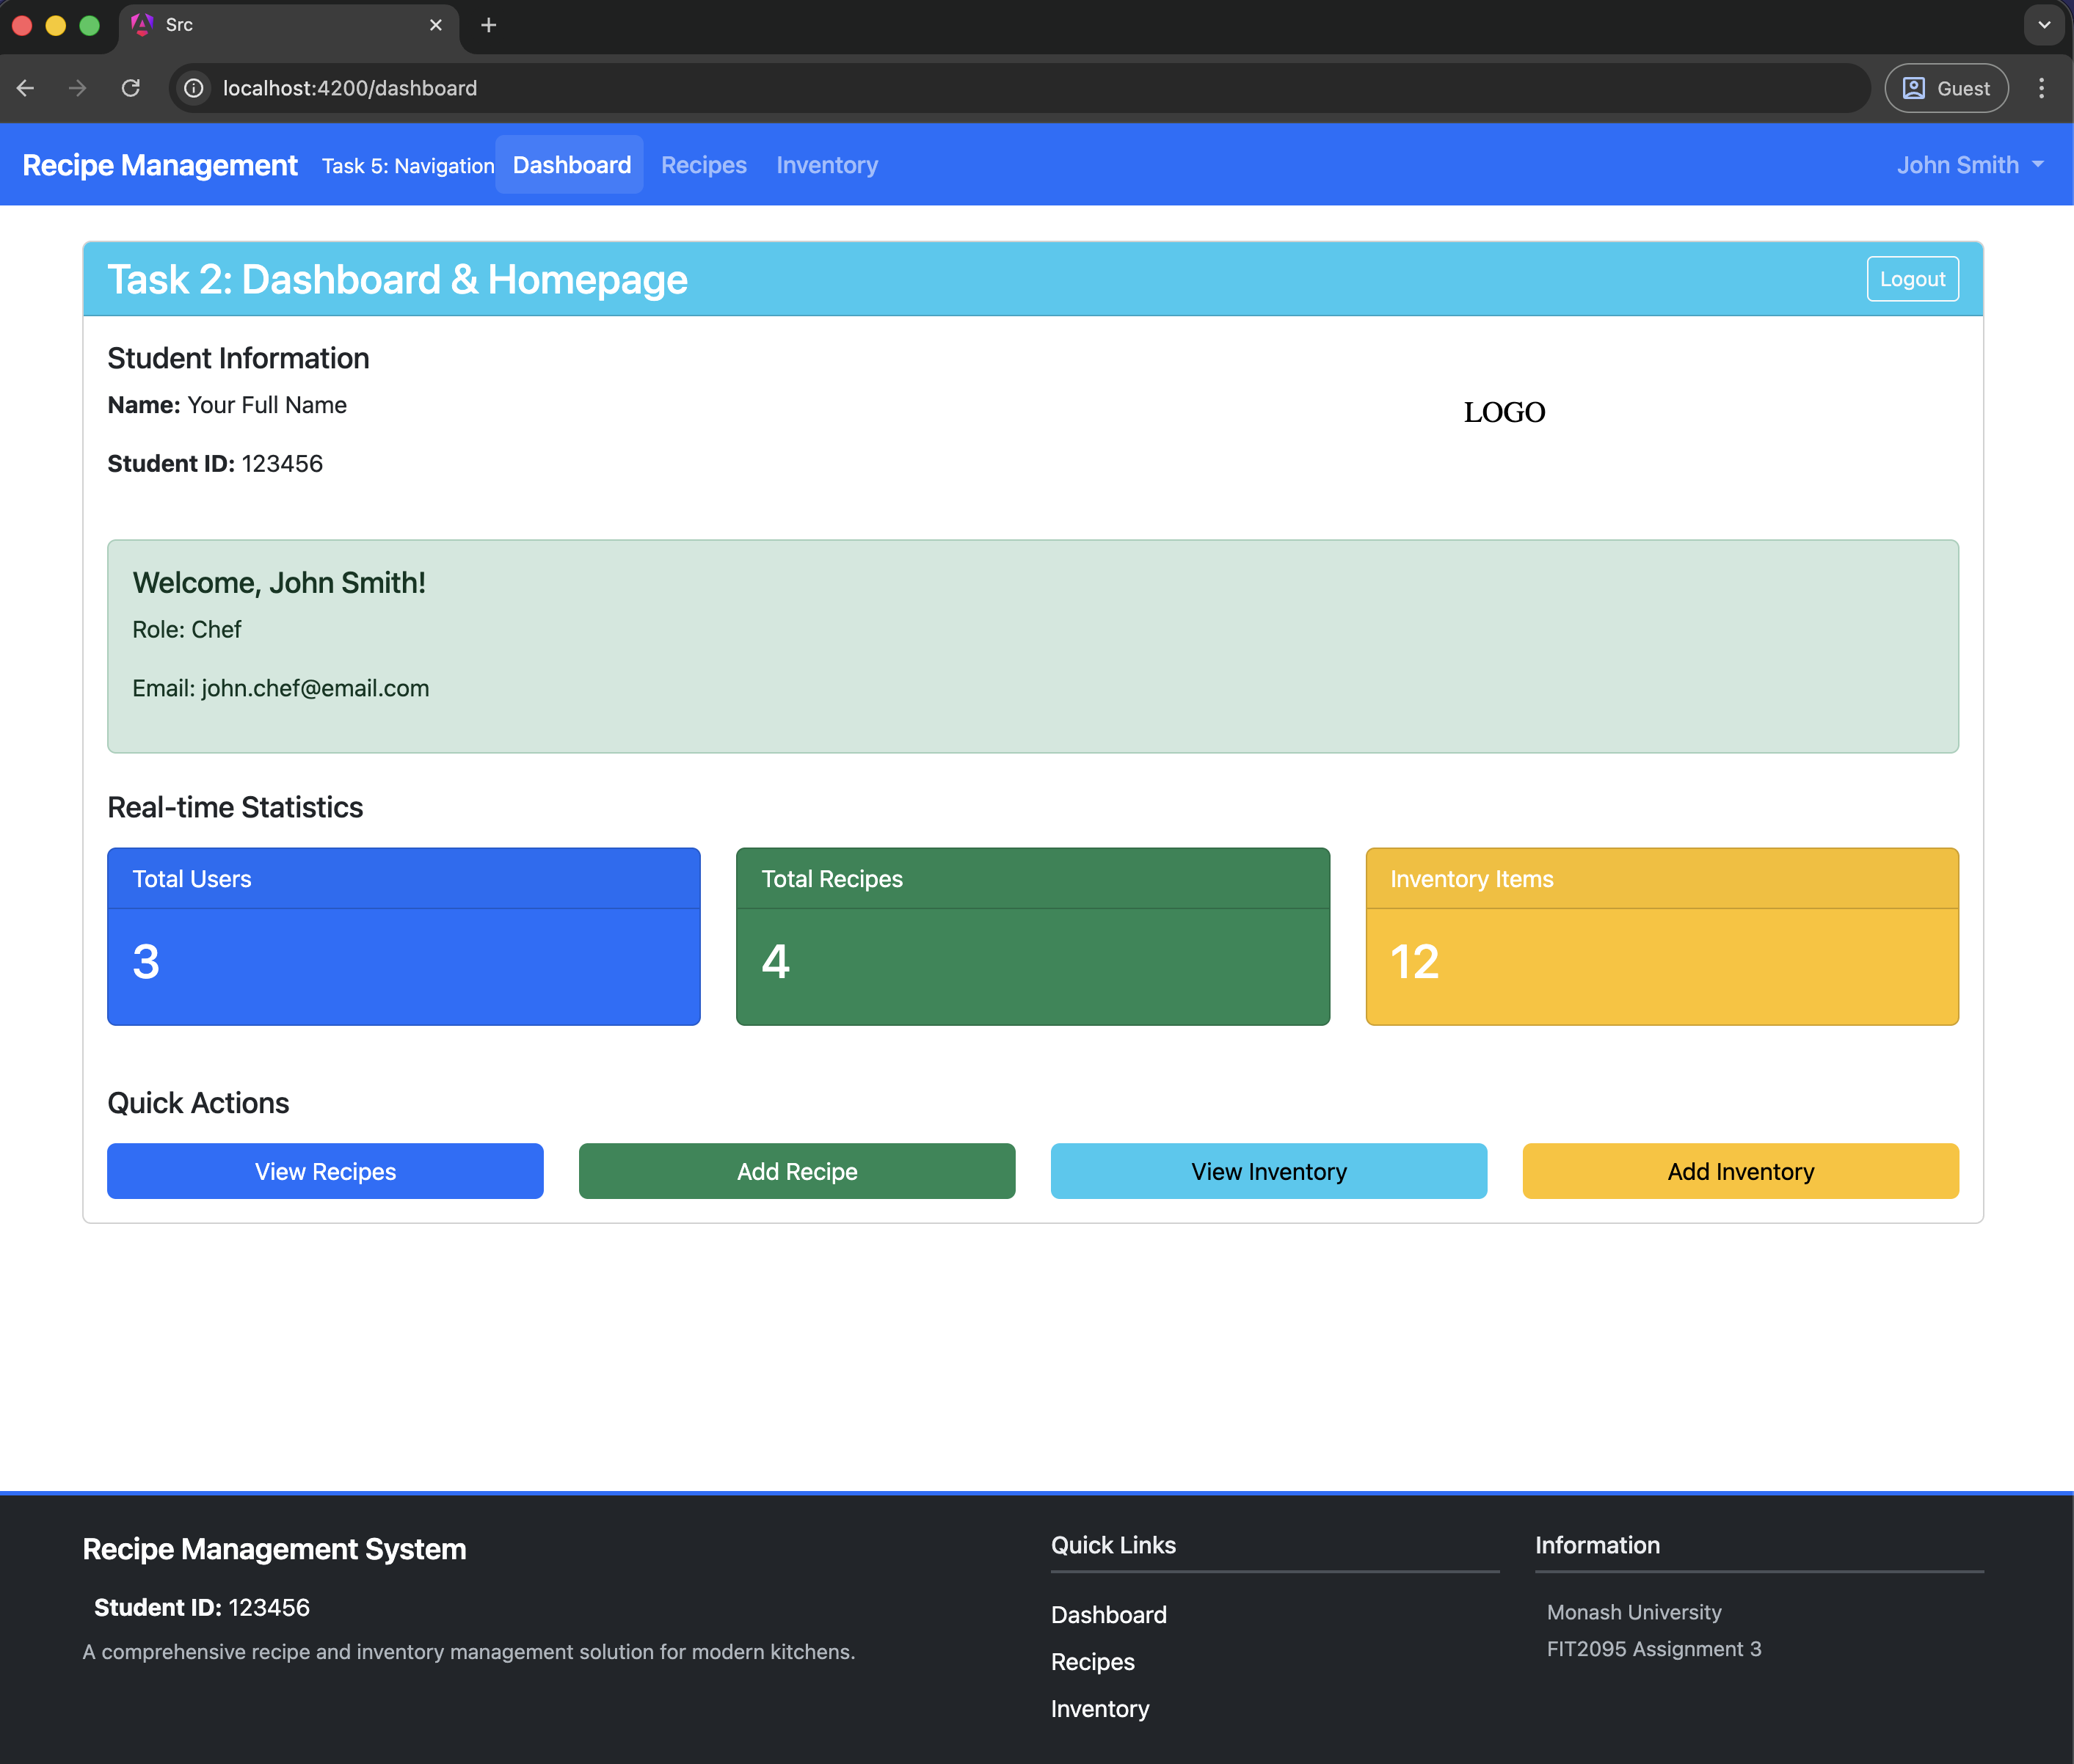 Src
localhost:4200/dashboard
Guest
Recipe Management Task 5: Navigation Dashboard Recipes Inventory John Smith
Task 2: Dashboard & Homepage
Logout
Student Information
Name: Your Full Name
LOGO
Student ID: 123456
Welcome, John Smith!
Role: Chef
Email: john.chef@email.com
Real-time Statistics
Total Users
3
Total Recipes
4
Inventory Items
12
Quick Actions
View Recipes
Add Recipe
View Inventory
Add Inventory
Recipe Management System
Student ID: 123456
A comprehensive recipe and inventory management solution for modern kitchens.
Quick Links
Dashboard
Recipes
Inventory
Information
Monash University
FIT2095 Assignment 3